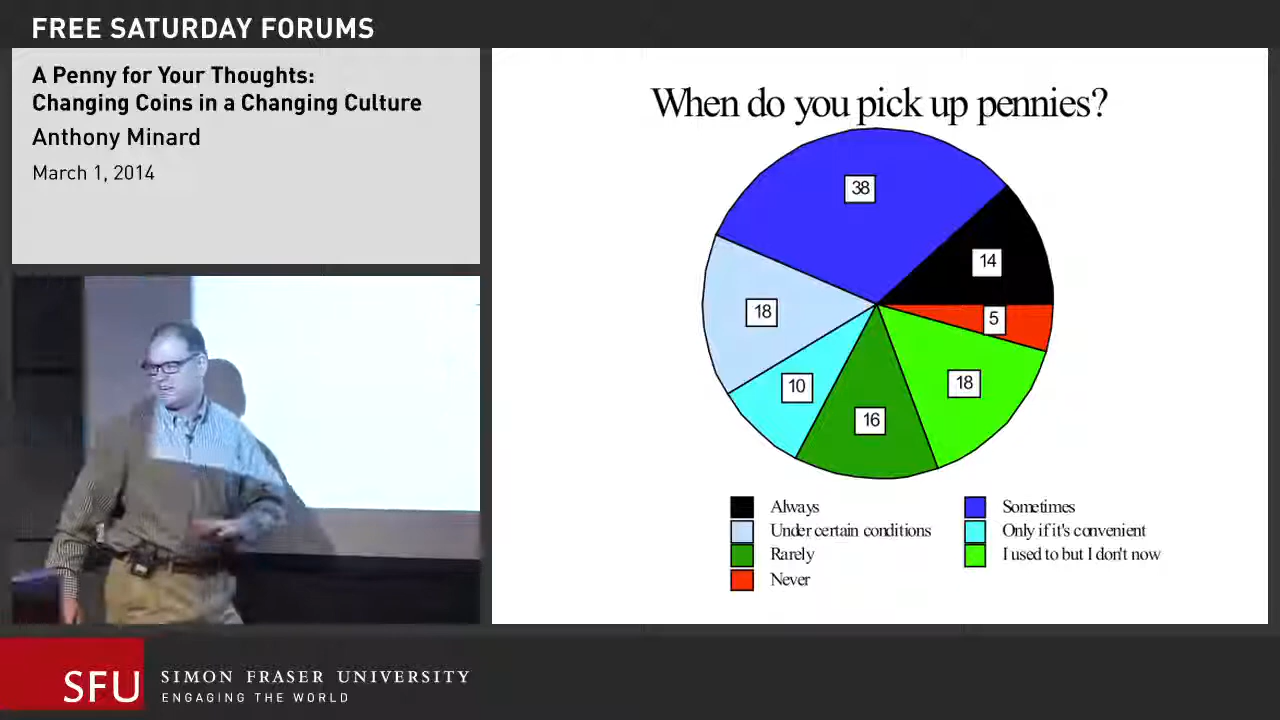 FREE SATURDAY FORUMS
A Penny for Your Thoughts:
Changing Coins in a Changing Culture
Anthony Minard
March 1, 2014
When do you pick up pennies?
38
14
18
5
10
18
16
Always
Sometimes
Under certain conditions
Only if it's convenient
Rarely
I used to but I don't now
Never
SFU
SIMON FRASER UNIVERSITY
ENGAGING THE WORLD